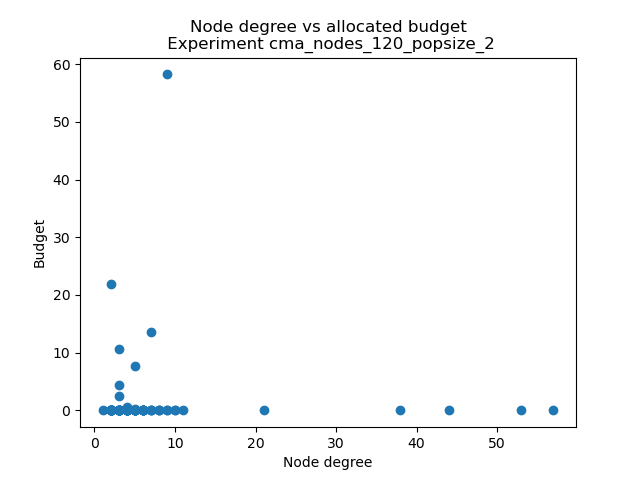 Node degree vs allocated budget
Experiment cma_nodes_120_popsize_2
60
50
40
30
20
10
0
Budget
0 10 20 30 40 50
Node degree